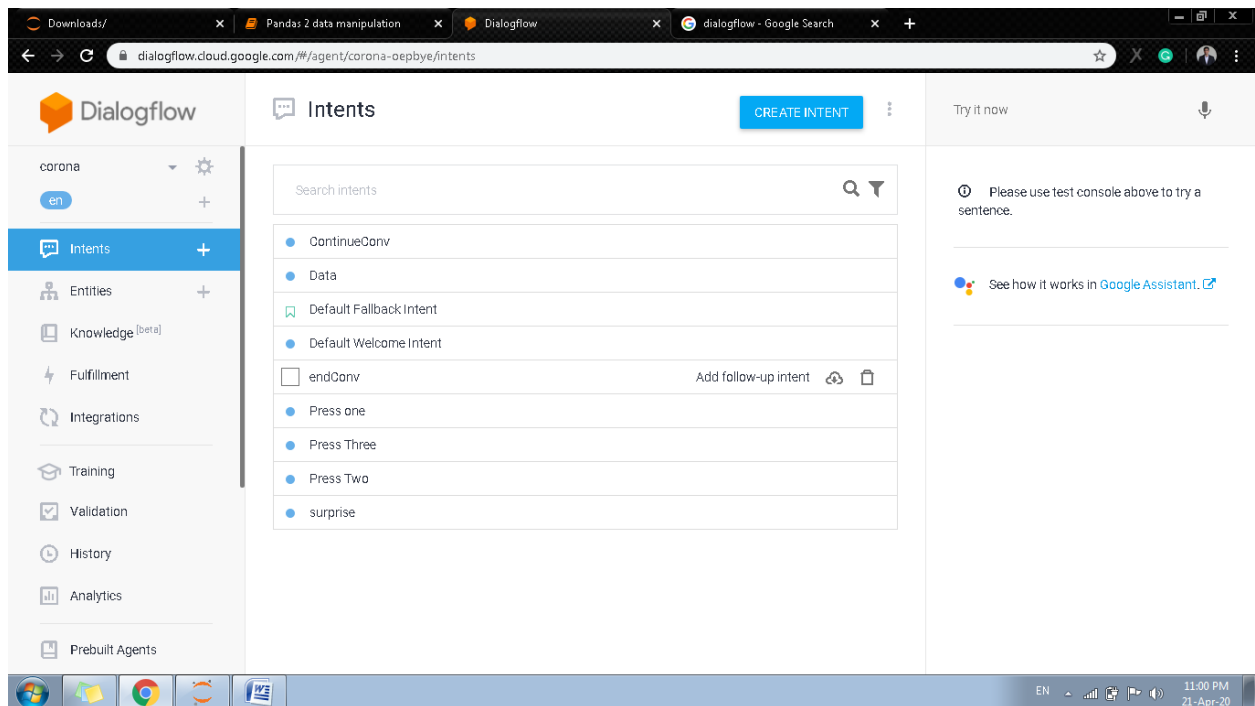 Downloads/
Pandas 2 data manipulation
Dialogflow
dialogflow - Google Search
dialogflow.cloud.google.com/#/agent/corona-oepbye/intents
Dialogflow
Intents
CREATE INTENT
Try it now
corona
en
Search intents
Please use test console above to try a
sentence.
Intents
ContinueConv
Data
See how it works in Google Assistant.
Entities
Default Fallback Intent
Knowledge [beta]
Default Welcome Intent
Fulfillment
endConv
Add follow-up intent
Integrations
Press one
Press Three
Training
Press Two
Validation
surprise
History
Analytics
Prebuilt Agents
EN
11:00 PM
21-Apr-20